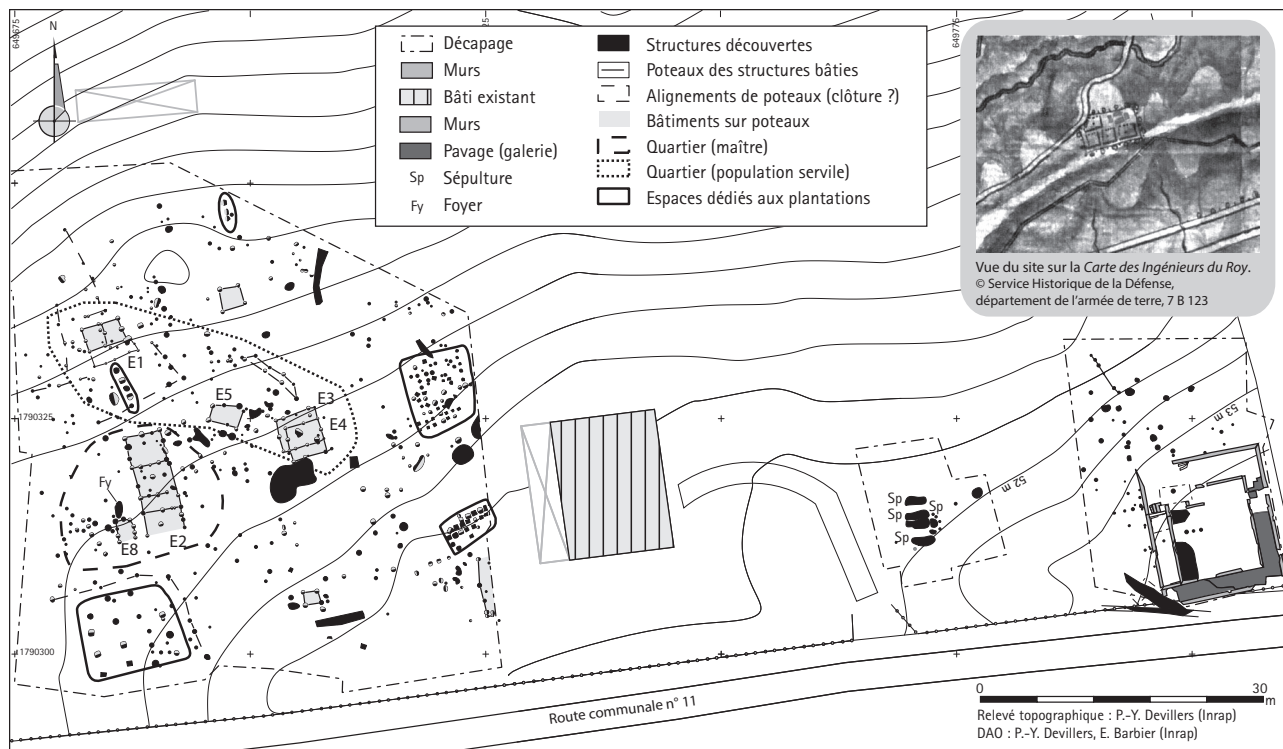 649675
25
649776
N
Décapage
Murs
Bâti existant
Murs
Pavage (galerie)
Sp Sépulture
Fy Foyer
Structures découvertes
Poteaux des structures bâties
Alignements de poteaux (clôture ?)
Bâtiments sur poteaux
Quartier (maître)
Quartier (population servile)
Espaces dédiés aux plantations
Vue du site sur la Carte des Ingénieurs du Roy.
© Service Historique de la Défense,
département de l'armée de terre, 7 B 123
E1
E5
E3
E4
1790325
Fy
E8
E2
53 m
52 m
Sp
Sp
Sp
Sp
1790300
Route communale n° 11
0 30
m
Relevé topographique : P.-Y. Devillers (Inrap)
DAO : P.-Y. Devillers, E. Barbier (Inrap)